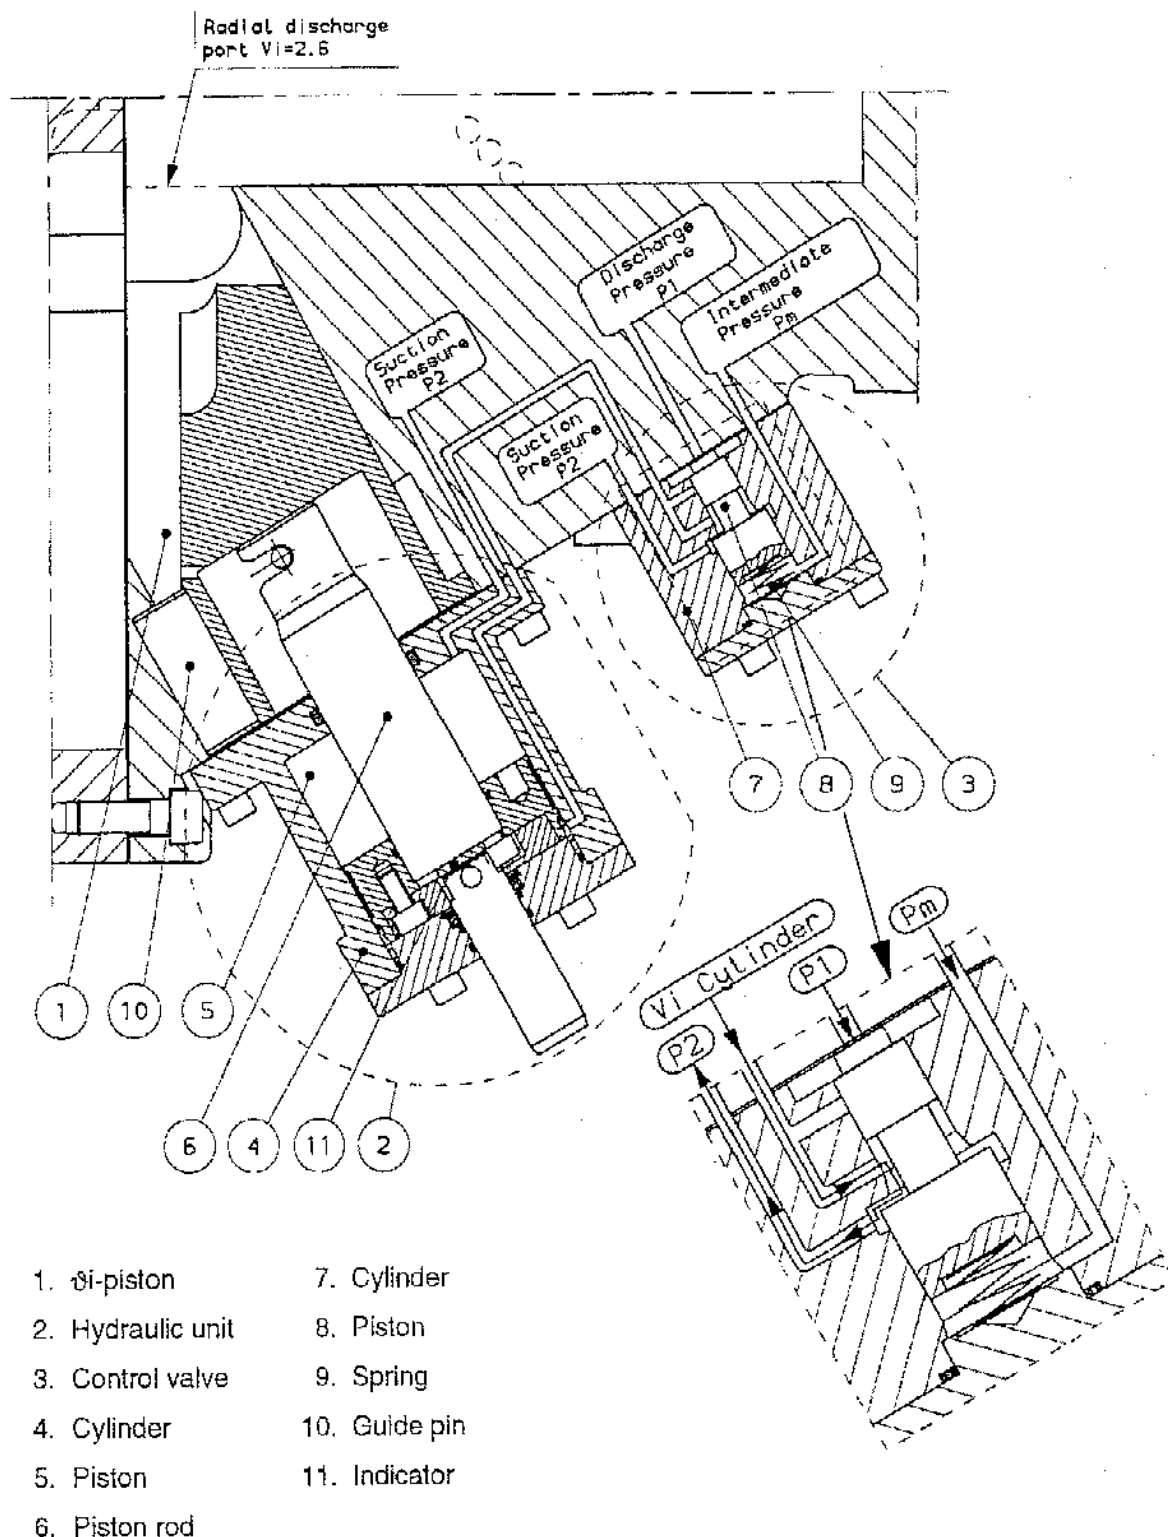 Radial discharge
port Vi=2.6
Discharge
Pressure
P1
Intermediate
Pressure
Pm
Suction
Pressure
P2
Suction
Pressure
P2
7
8
9
3
1
10
5
6
4
11
2
Vi Cylinder
P1
Pm
P2
1. ϑi-piston
2. Hydraulic unit
3. Control valve
4. Cylinder
5. Piston
6. Piston rod
7. Cylinder
8. Piston
9. Spring
10. Guide pin
11. Indicator